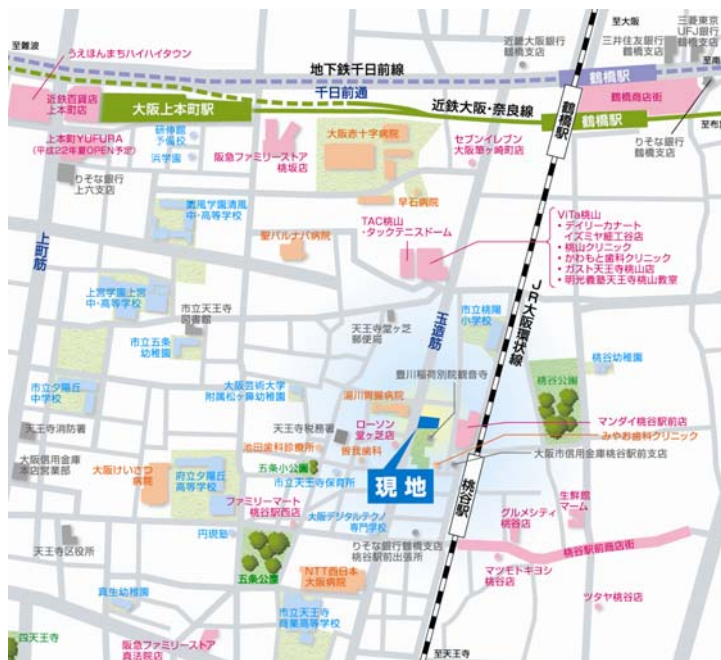 至難波
うえほんまちハイハイタウン
地下鉄千日前線
千日前通
近鉄大阪・奈良線
近畿大阪銀行
鶴橋支店
至大阪
三井住友銀行
鶴橋支店
三菱東京
UFJ銀行
鶴橋支店
至南
鶴橋駅
鶴橋商店街
近鉄百貨店
上本町店
大阪上本町駅
鶴橋駅
鶴橋駅
至布
りそな銀行
鶴橋支店
上本町YUFURA
(平成22年夏OPEN予定)
研伸館
予備校
浜学園
阪急ファミリーストア
桃坂店
大阪赤十字病院
セブンイレブン
大阪筆ヶ崎町店
りそな銀行
上六支店
早石病院
清風学園清風
中・高等学校
聖バルナバ病院
TAC桃山
・タックテニスドーム
ViTa桃山
・デイリーカナート
イズミヤ細工谷店
・桃山クリニック
・かわもと歯科クリニック
・ガスト天王寺桃山店
・明光義塾天王寺桃山教室
上町筋
上宮学園上宮
中・高等学校
市立天王寺
図書館
天王寺堂ヶ芝
郵便局
玉造筋
市立桃陽
小学校
JR大阪環状線
市立五条
幼稚園
豊川稲荷別院観音寺
桃谷幼稚園
桃谷公園
市立夕陽丘
中学校
大阪芸術大学
附属松ヶ鼻幼稚園
湯川胃腸病院
天王寺消防署
天王寺税務署
ローソン
堂ヶ芝店
マンダイ桃谷駅前店
みやお歯科クリニック
池田歯科診療所
曽我歯科
大阪信用金庫
本店営業部
大阪けいさつ
病院
府立夕陽丘
高等学校
五条小公園
市立天王寺保育所
現地
大阪市信用金庫桃谷駅前支店
桃谷駅
ファミリーマート
桃谷駅西店
大阪デジタルテクノ
専門学校
グルメシティ
桃谷店
生鮮館
マーム
円現塾
天王寺区役所
りそな銀行鶴橋支店
桃谷駅前出張所
桃谷駅前商店街
五条公園
NTT西日本
大阪病院
マツモトキヨシ
桃谷店
真生幼稚園
市立天王寺
商業高等学校
ツタヤ桃谷店
四天王寺
阪急ファミリーストア
真法院店
至天王寺